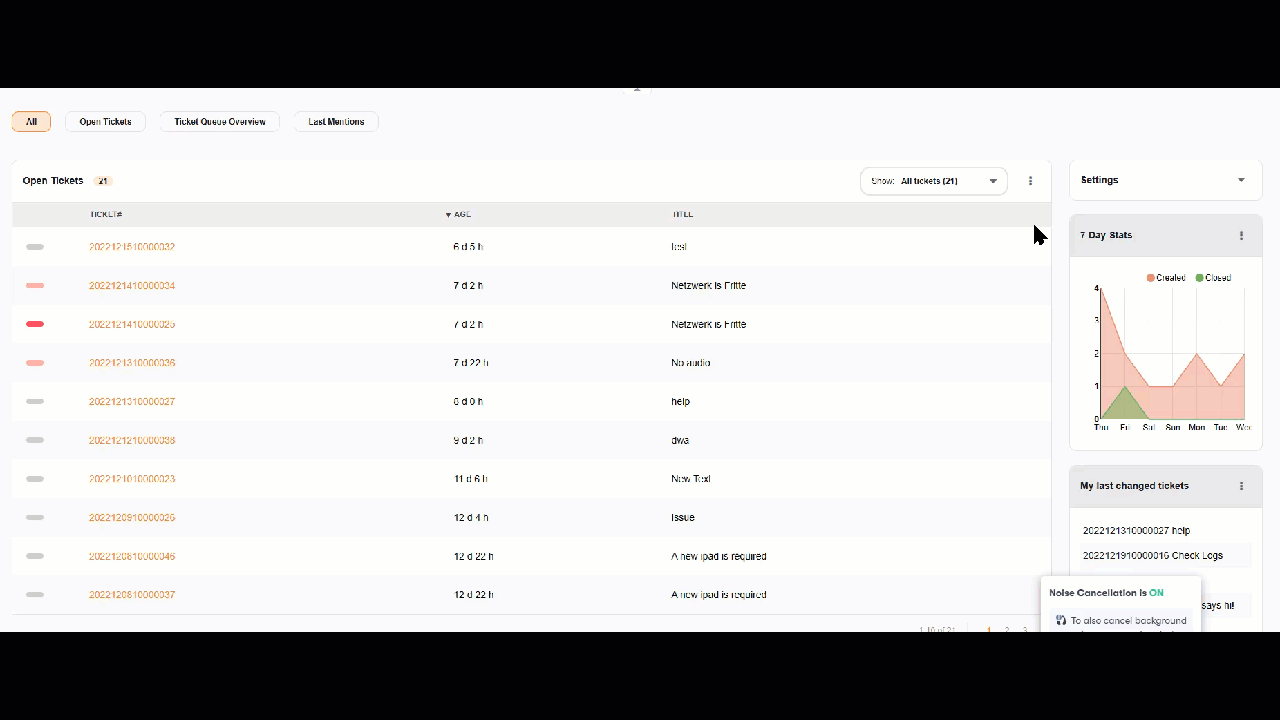 All Open Tickets Ticket Queue Overview Last Mentions
Open Tickets 21 Show: All tickets (21)
TICKET# AGE TITLE
2022121510000032 6 d 5 h test
2022121410000034 7 d 2 h Netzwerk is Fritte
2022121410000025 7 d 2 h Netzwerk is Fritte
2022121310000036 7 d 22 h No audio
2022121310000027 8 d 0 h help
2022121210000038 9 d 2 h dwa
2022121010000023 11 d 6 h New Text
2022120910000026 12 d 4 h Issue
2022120810000046 12 d 22 h A new ipad is required
2022120810000037 12 d 22 h A new ipad is required
1-10 of 21 1 2 3
Settings
7 Day Stats
Created Closed
4
3
2
1
0
Thu Fri Sat Sun Mon Tue Wed
My last changed tickets
2022121310000027 help
2022121910000016 Check Logs
says hi!
Noise Cancellation is ON
To also cancel background